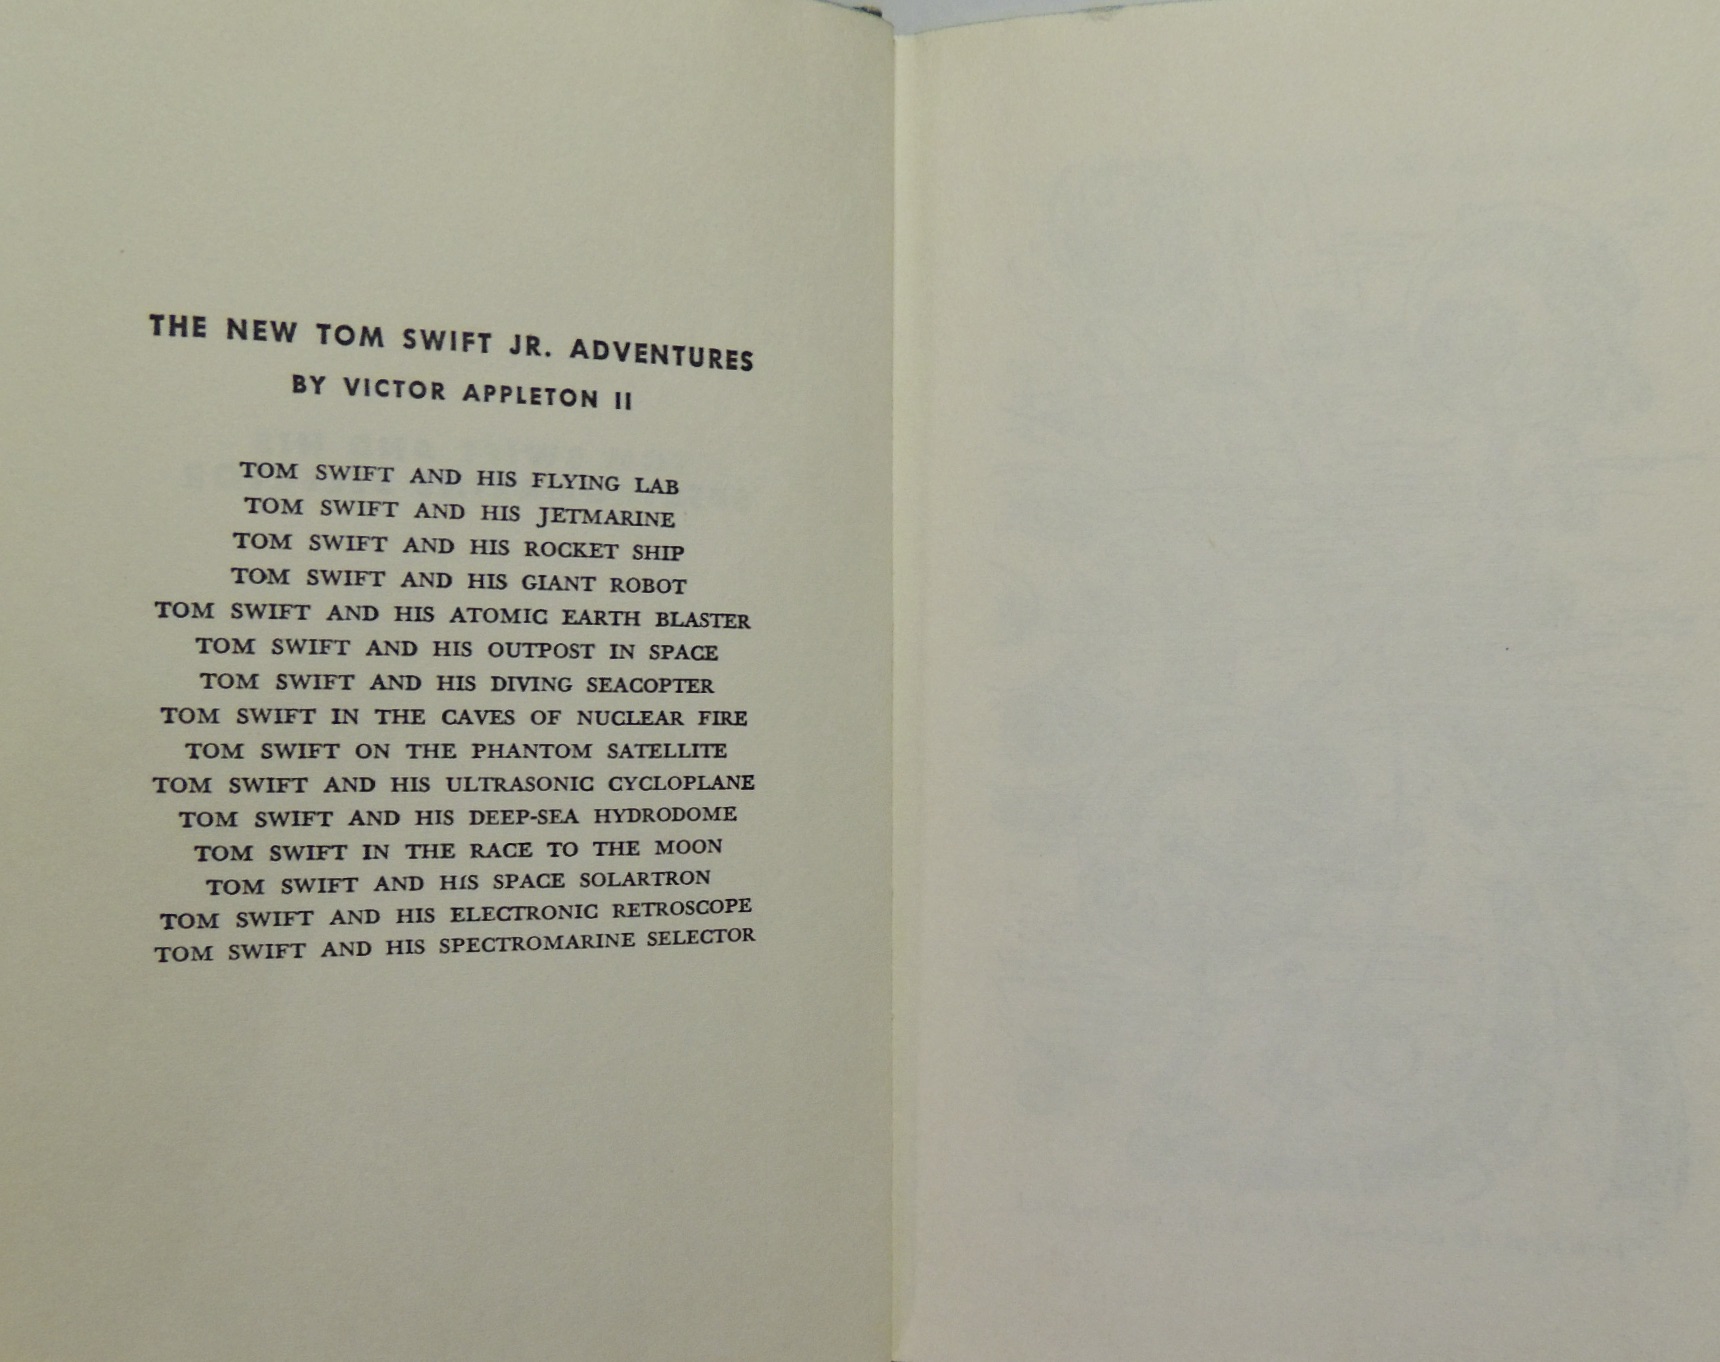 THE NEW TOM SWIFT JR. ADVENTURES
BY VICTOR APPLETON II
TOM SWIFT AND HIS FLYING LAB
TOM SWIFT AND HIS JETMARINE
TOM SWIFT AND HIS ROCKET SHIP
TOM SWIFT AND HIS GIANT ROBOT
TOM SWIFT AND HIS ATOMIC EARTH BLASTER
TOM SWIFT AND HIS OUTPOST IN SPACE
TOM SWIFT AND HIS DIVING SEACOPTER
TOM SWIFT IN THE CAVES OF NUCLEAR FIRE
TOM SWIFT ON THE PHANTOM SATELLITE
TOM SWIFT AND HIS ULTRASONIC CYCLOPLANE
TOM SWIFT AND HIS DEEP-SEA HYDRODOME
TOM SWIFT IN THE RACE TO THE MOON
TOM SWIFT AND HIS SPACE SOLARTRON
TOM SWIFT AND HIS ELECTRONIC RETROSCOPE
TOM SWIFT AND HIS SPECTROMARINE SELECTOR